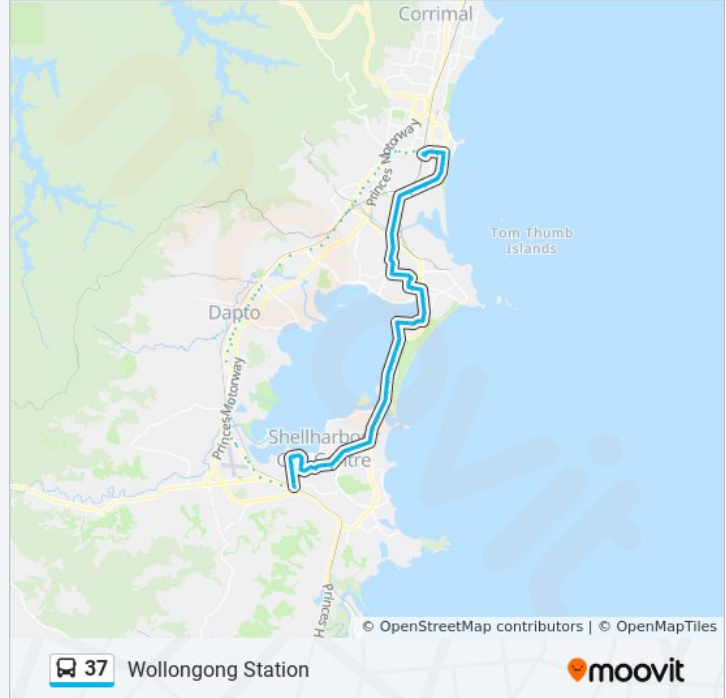 Corrimal
Princes Motorway
Tom Thumb
Islands
Dapto
Princes Motorway
Shellharbour
City Centre
Princes H
© OpenStreetMap contributors | © OpenMapTiles
37 Wollongong Station
moovit